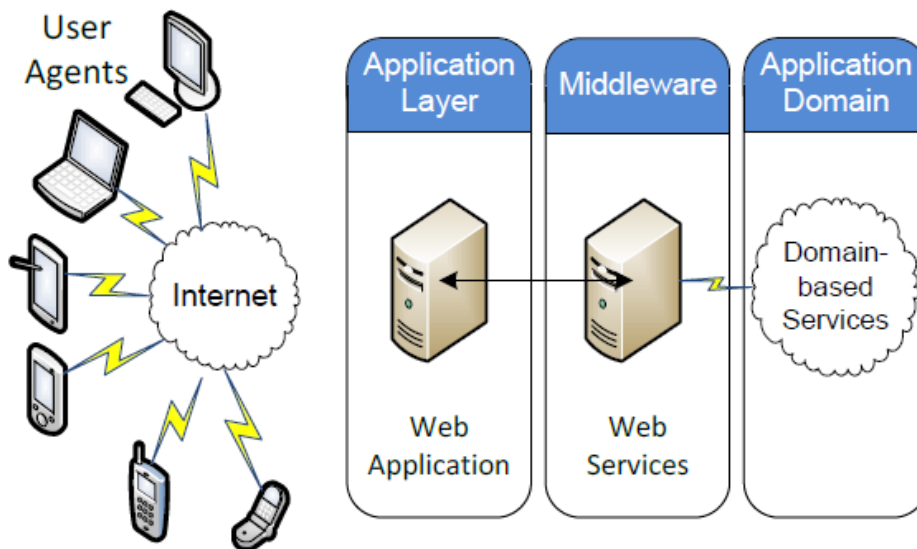 User
Agents
Internet
Application
Layer
Middleware
Application
Domain
Domain-
based
Services
Web
Application
Web
Services